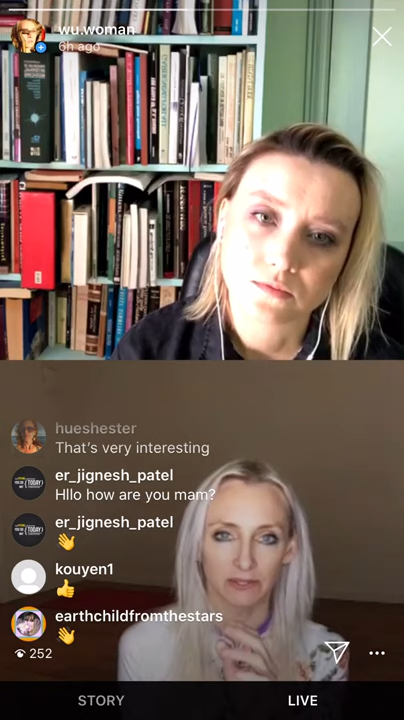 wu.woman
6h ago
hueshester
That's very interesting
er_jignesh_patel
Hllo how are you mam?
er_jignesh_patel
👋
kouyen1
👍
earthchildfromthestars
👋
252
STORY
LIVE